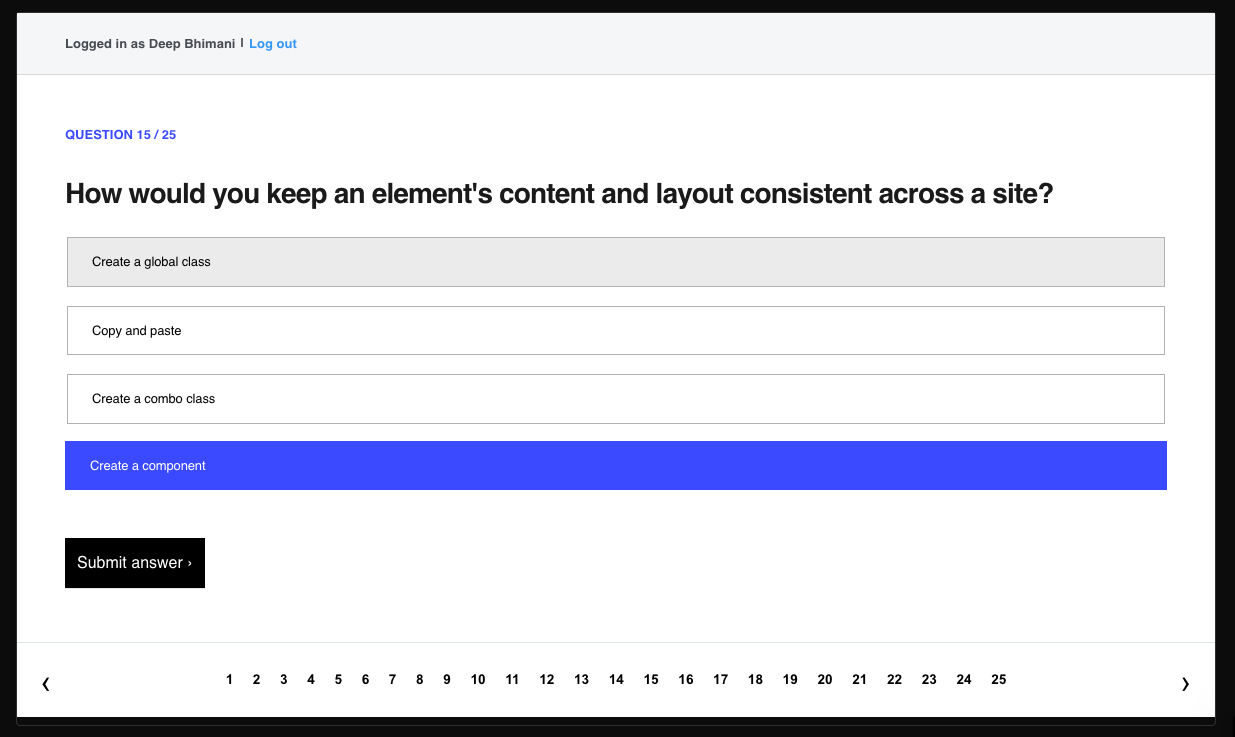 Logged in as Deep Bhimani | Log out
QUESTION 15 / 25
How would you keep an element's content and layout consistent across a site?
Create a global class
Copy and paste
Create a combo class
Create a component
Submit answer ›
❮ 1 2 3 4 5 6 7 8 9 10 11 12 13 14 15 16 17 18 19 20 21 22 23 24 25 ❯